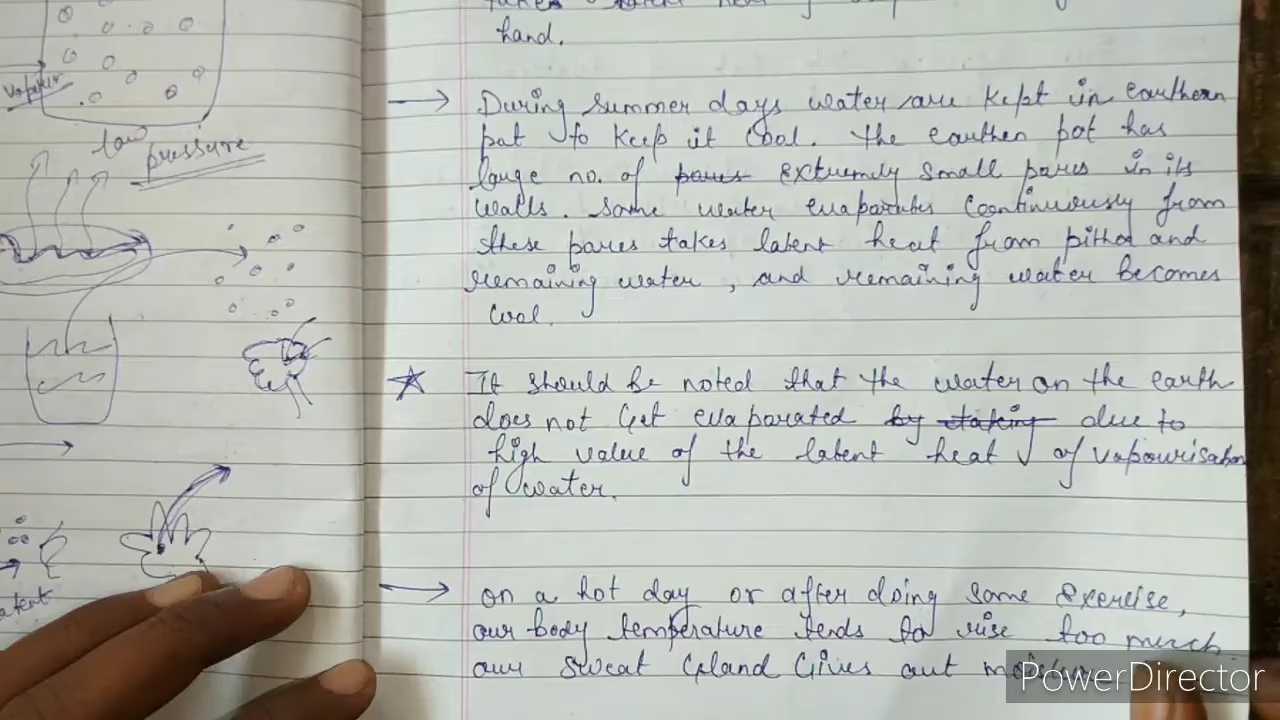 vapour
low
pressure
atent
hand.
→ During summer days water are kept in earthern
pot to keep it cool. the earthen pot has
large no. of pores extremely small pores in its
walls. some water evaporates coontinuously from
these pores takes latent heat from pithod and
remaining water, and remaining water becomes
cool.
☆ It should be noted that the water on the earth
does not get evaporated by taking due to
high value of the latent heat of vapourisation
of water.
→ on a hot day or after doing some exercise,
our body temperature tends to rise too much.
our sweat gland gives out
PowerDirector